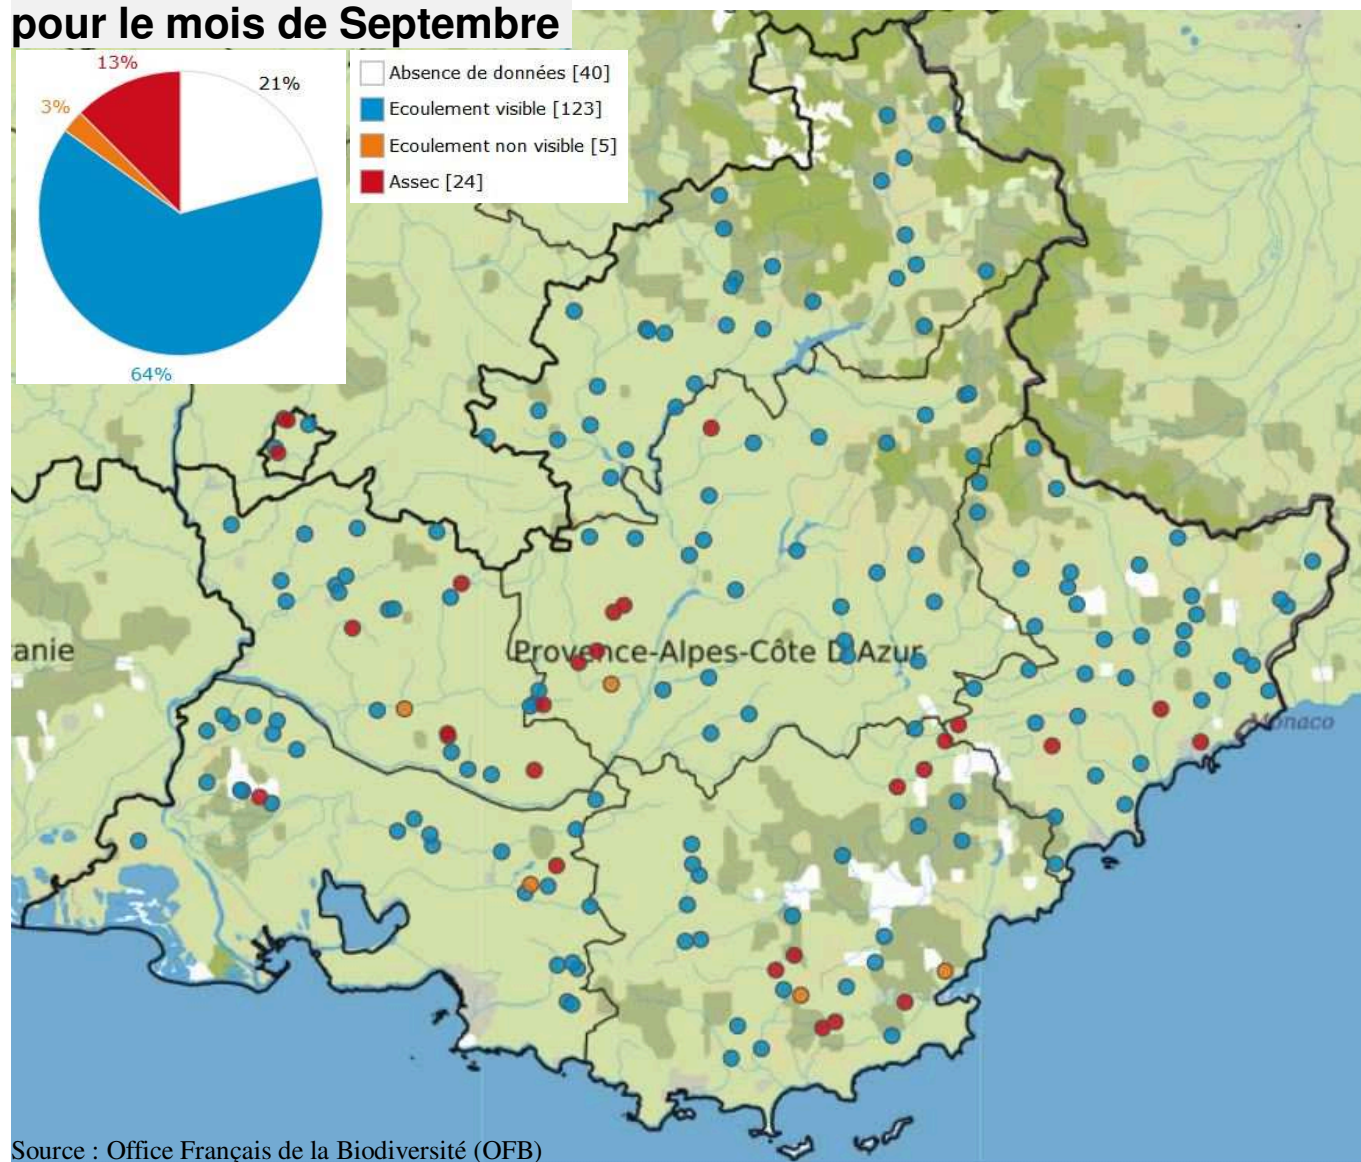 pour le mois de Septembre
13%
21%
3%
64%
Absence de données [40]
Ecoulement visible [123]
Ecoulement non visible [5]
Assec [24]
anie
Provence-Alpes-Côte D'Azur
Monaco
Source : Office Français de la Biodiversité (OFB)